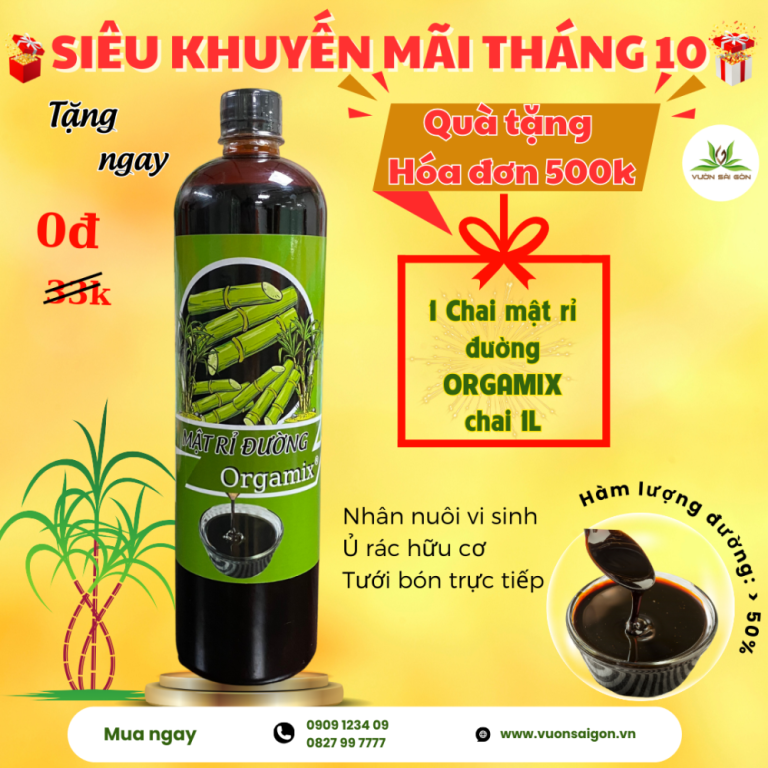 SIÊU KHUYẾN MÃI THÁNG 10
Tặng
ngay
0đ
33k
Quà tặng
Hóa đơn 500k
VƯỜN SÀI GÒN
1 Chai mật rỉ
đường
ORGAMIX
chai 1L
MẬT RỈ ĐƯỜNG
Orgamix®
Nhân nuôi vi sinh
Ủ rác hữu cơ
Tưới bón trực tiếp
Hàm lượng đường: > 50%
Mua ngay
0909 1234 09
0827 99 7777
www.vuonsaigon.vn